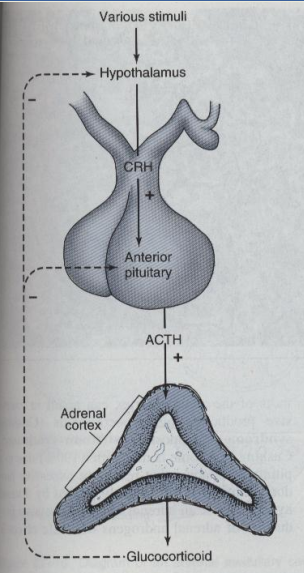 Various stimuli
Hypothalamus
–
CRH
+
Anterior
pituitary
–
ACTH
+
Adrenal
cortex
Glucocorticoid